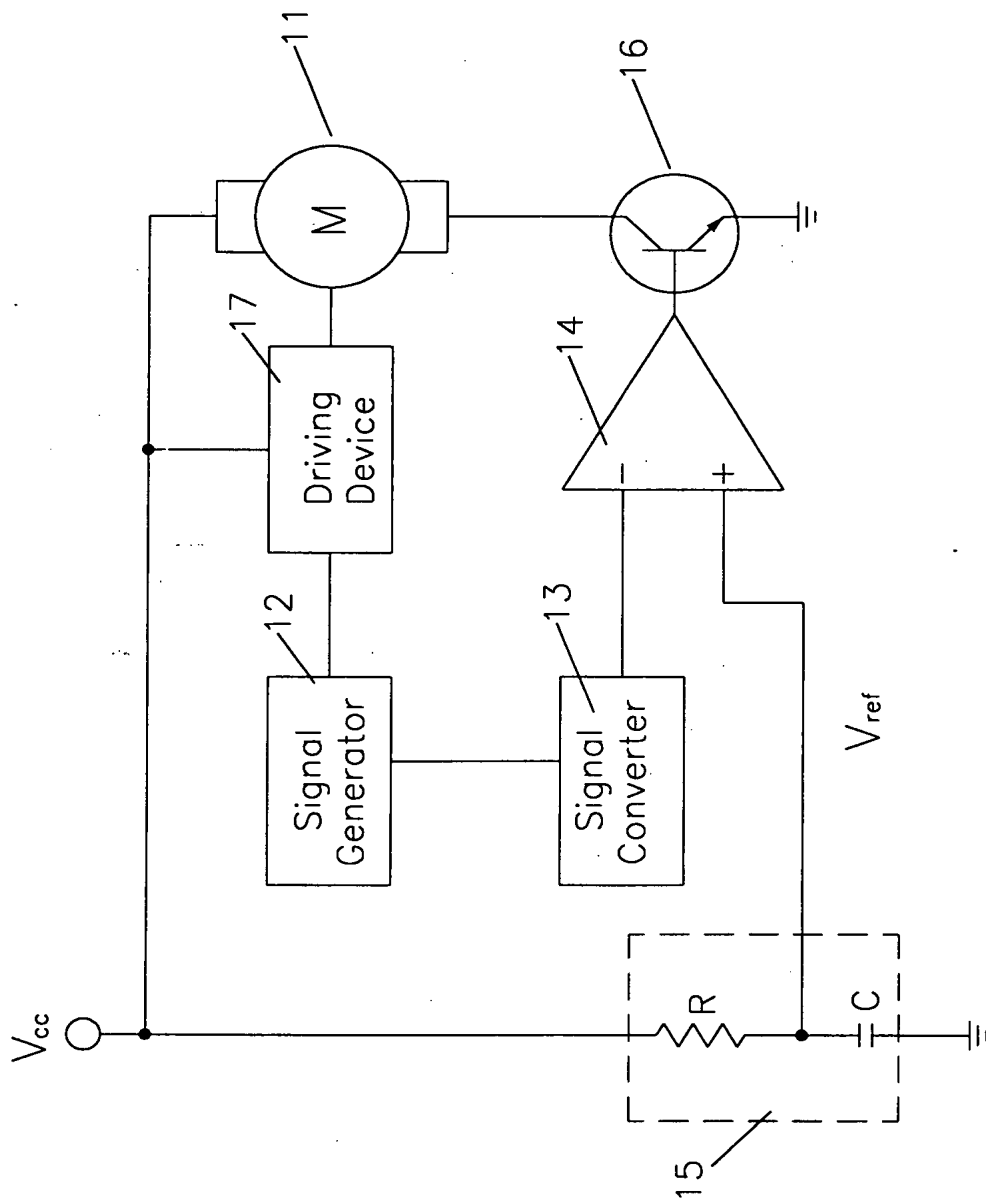 Vcc
11
M
17
Driving
Device
12
Signal
Generator
16
14
−
+
13
Signal
Converter
Vref
R
C
15